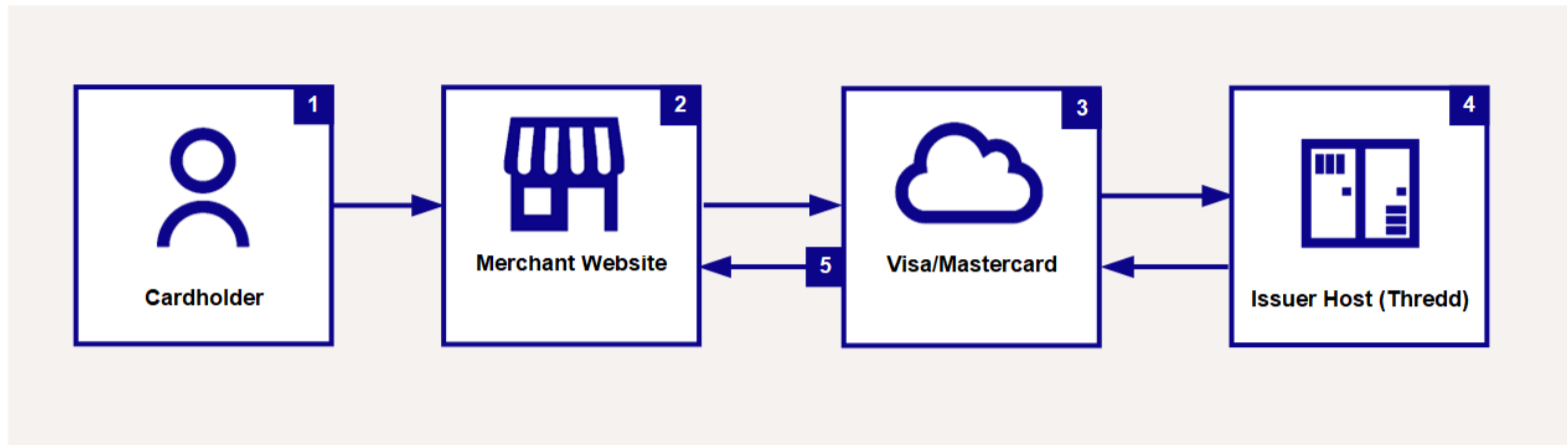 1
2
3
4
Cardholder
Merchant Website
5
Visa/Mastercard
Issuer Host (Thredd)